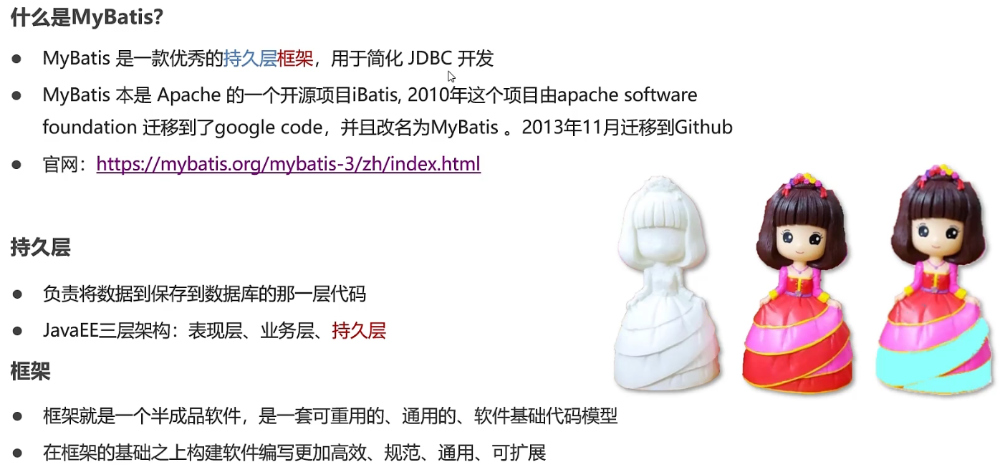 什么是MyBatis?
● MyBatis 是一款优秀的持久层框架，用于简化 JDBC 开发
● MyBatis 本是 Apache 的一个开源项目iBatis, 2010年这个项目由apache software
foundation 迁移到了google code，并且改名为MyBatis 。2013年11月迁移到Github
● 官网：https://mybatis.org/mybatis-3/zh/index.html
持久层
● 负责将数据到保存到数据库的那一层代码
● JavaEE三层架构：表现层、业务层、持久层
框架
● 框架就是一个半成品软件，是一套可重用的、通用的、软件基础代码模型
● 在框架的基础之上构建软件编写更加高效、规范、通用、可扩展